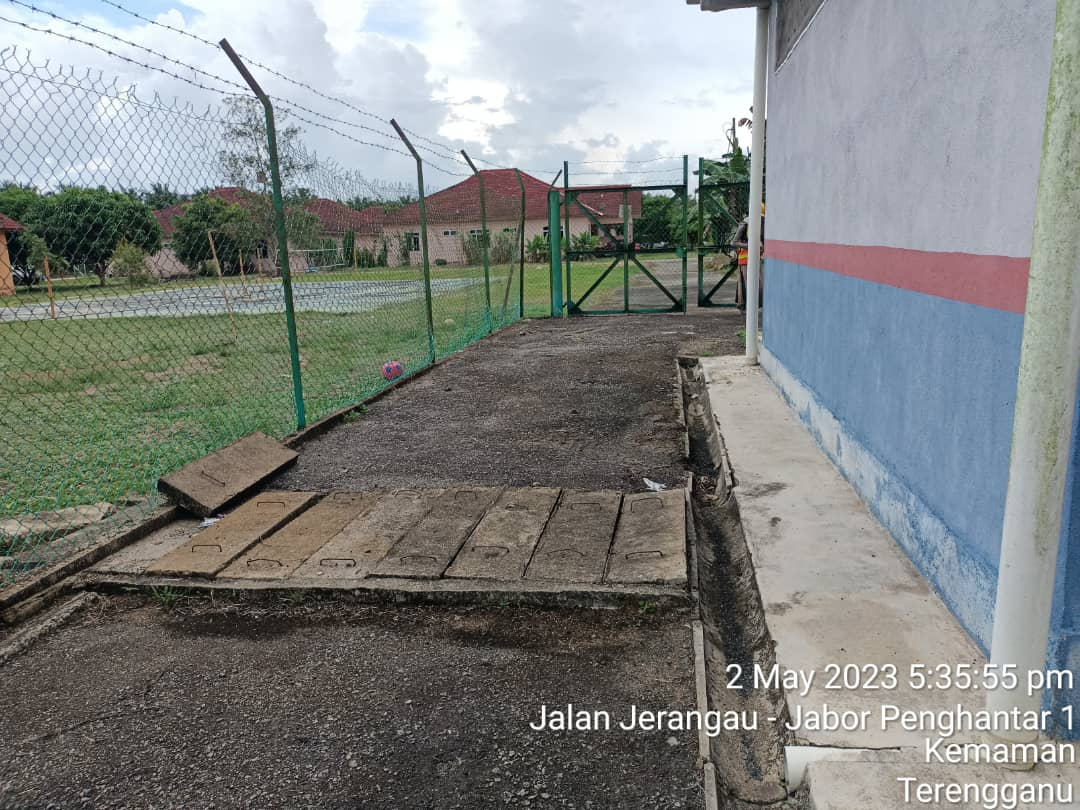 2 May 2023 5:35:55 pm
Jalan Jerangau - Jabor Penghantar 1
Kemaman
Terengganu